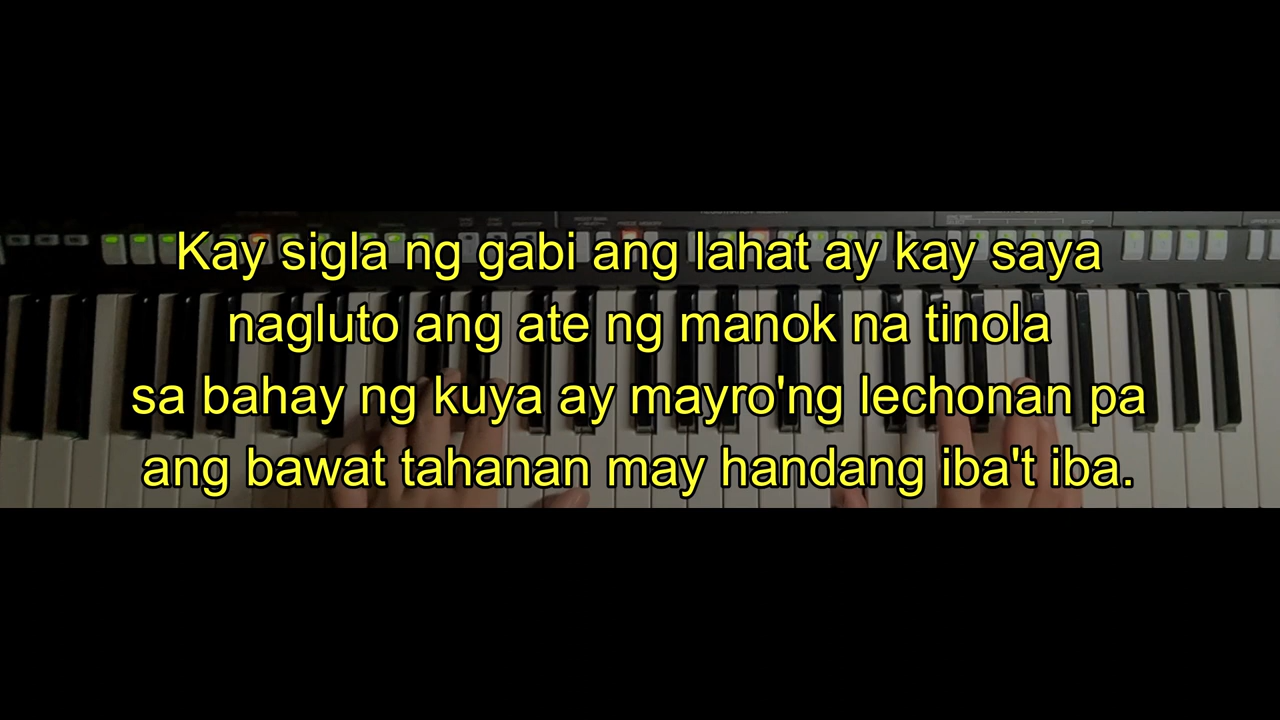 Kay sigla ng gabi ang lahat ay kay saya
nagluto ang ate ng manok na tinola
sa bahay ng kuya ay mayro'ng lechonan pa
ang bawat tahanan may handang iba't iba.